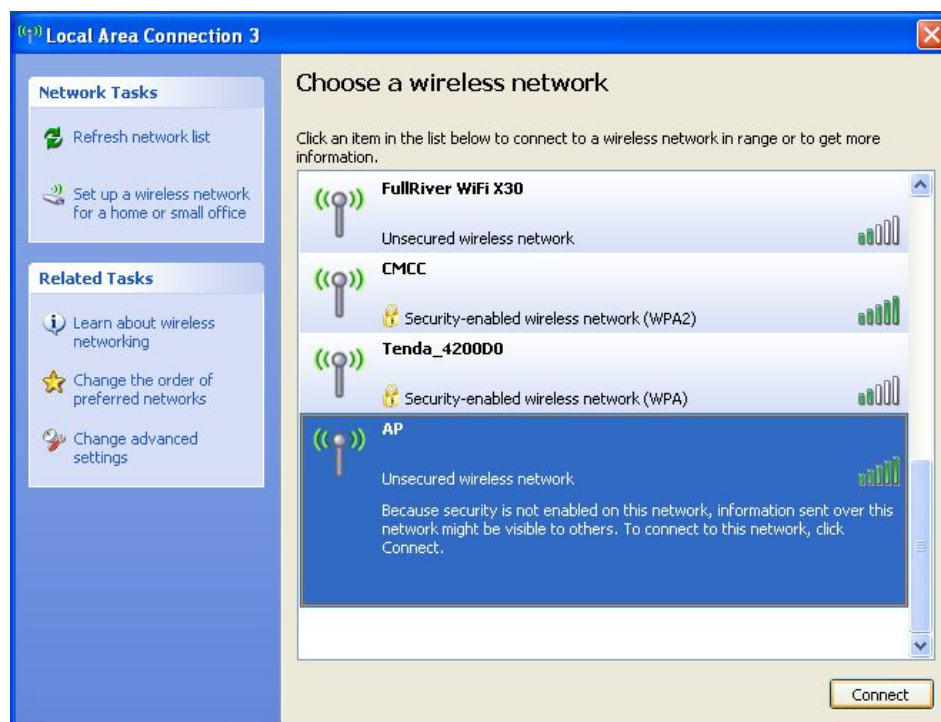 Local Area Connection 3
Network Tasks
Refresh network list
Set up a wireless network
for a home or small office
Related Tasks
Learn about wireless
networking
Change the order of
preferred networks
Change advanced
settings
Choose a wireless network
Click an item in the list below to connect to a wireless network in range or to get more
information.
FullRiver WiFi X30
Unsecured wireless network
CMCC
Security-enabled wireless network (WPA2)
Tenda_4200D0
Security-enabled wireless network (WPA)
AP
Unsecured wireless network
Because security is not enabled on this network, information sent over this
network might be visible to others. To connect to this network, click
Connect.
Connect